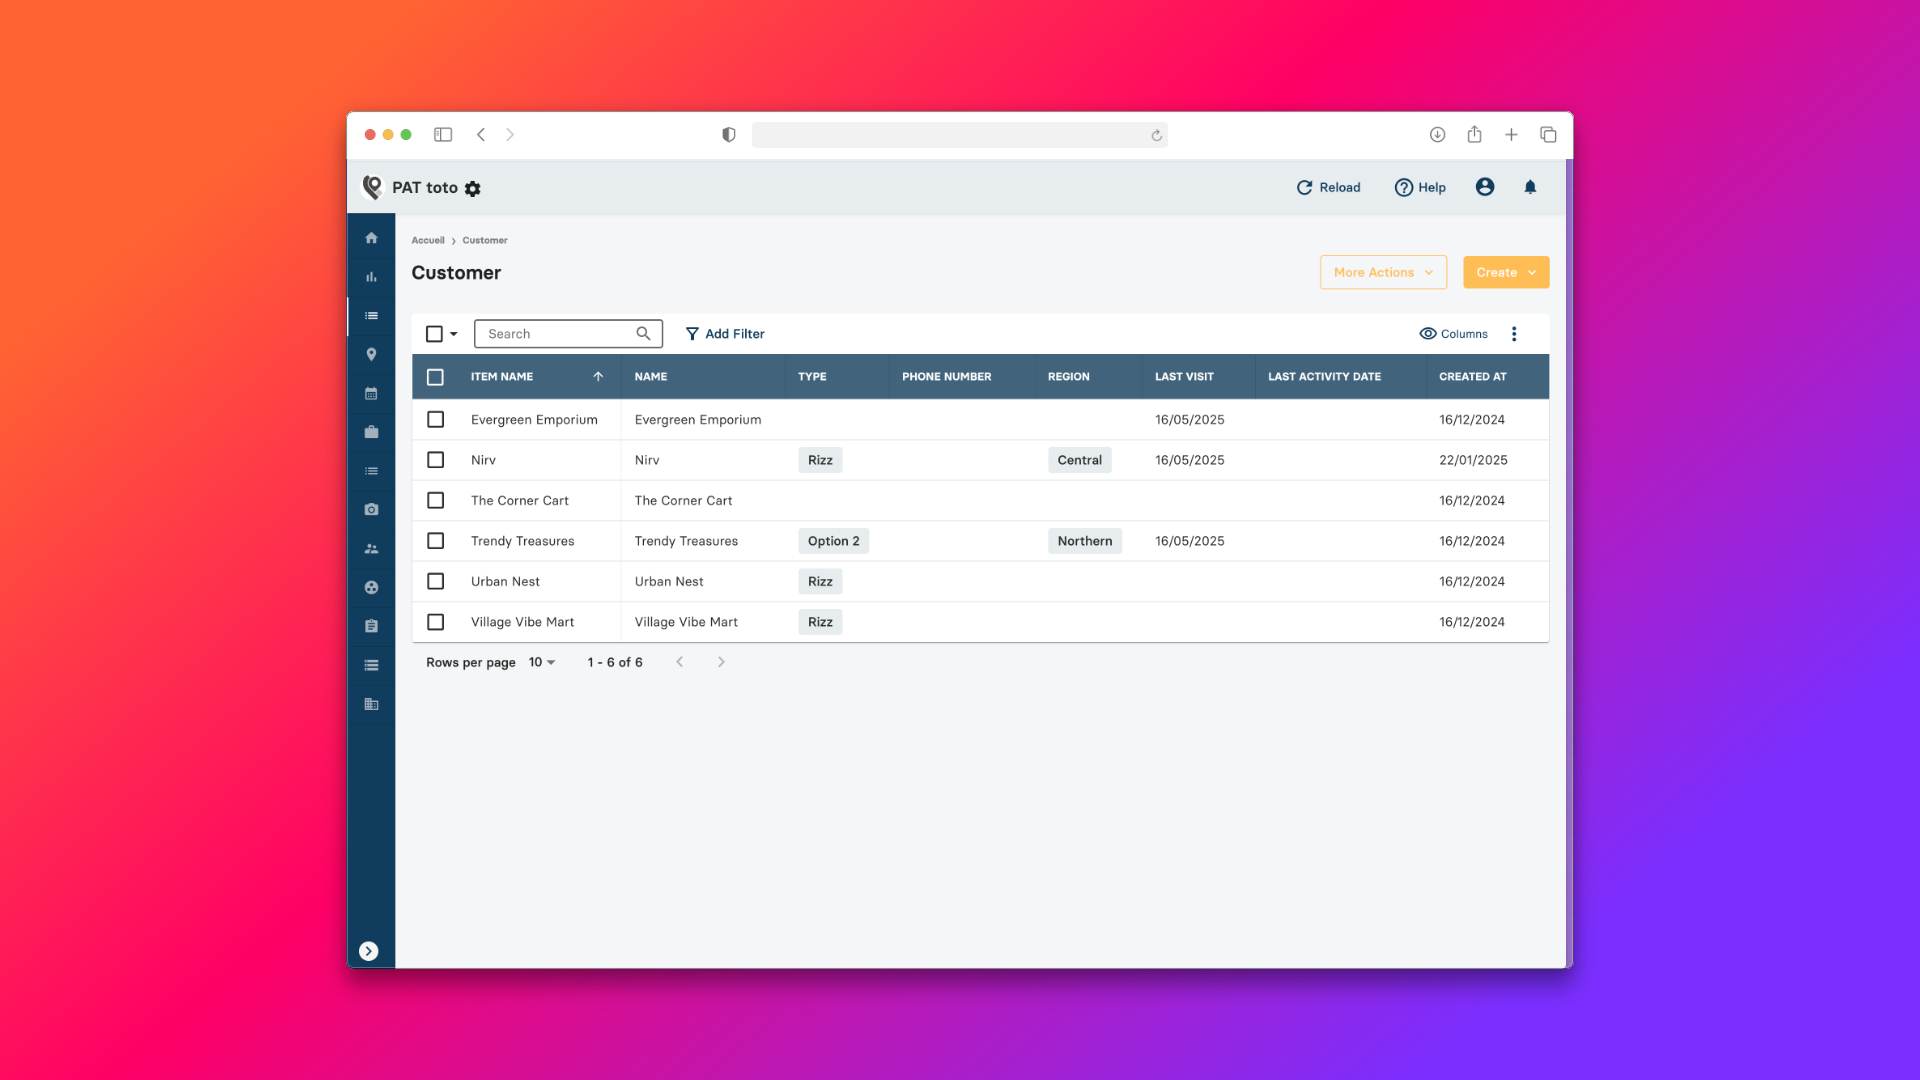 PAT toto
Reload
Help
Accueil > Customer
Customer
More Actions
Create
Search
Add Filter
Columns
ITEM NAME NAME TYPE PHONE NUMBER REGION LAST VISIT LAST ACTIVITY DATE CREATED AT
Evergreen Emporium Evergreen Emporium 16/05/2025 16/12/2024
Nirv Nirv Rizz Central 16/05/2025 22/01/2025
The Corner Cart The Corner Cart 16/12/2024
Trendy Treasures Trendy Treasures Option 2 Northern 16/05/2025 16/12/2024
Urban Nest Urban Nest Rizz 16/12/2024
Village Vibe Mart Village Vibe Mart Rizz 16/12/2024
Rows per page 10 1 - 6 of 6